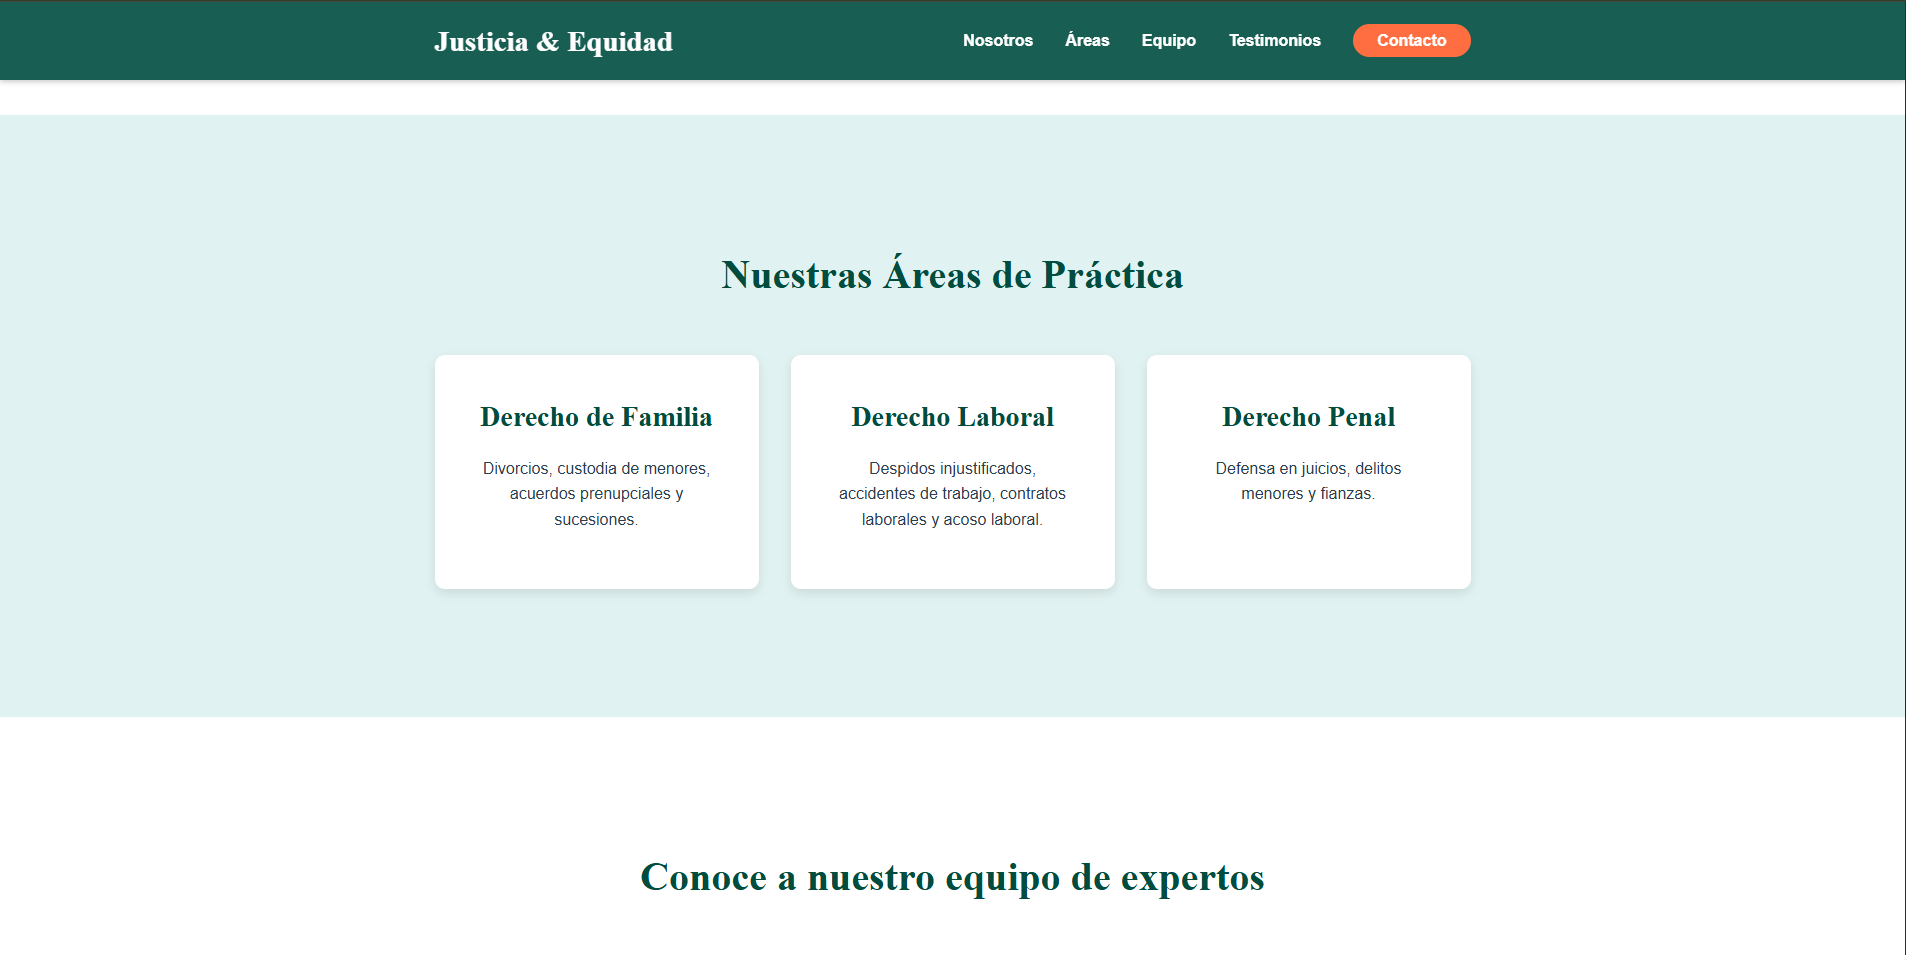 Justicia & Equidad
Nosotros
Áreas
Equipo
Testimonios
Contacto
Nuestras Áreas de Práctica
Derecho de Familia
Divorcios, custodia de menores,
acuerdos prenupciales y
sucesiones.
Derecho Laboral
Despidos injustificados,
accidentes de trabajo, contratos
laborales y acoso laboral.
Derecho Penal
Defensa en juicios, delitos
menores y fianzas.
Conoce a nuestro equipo de expertos